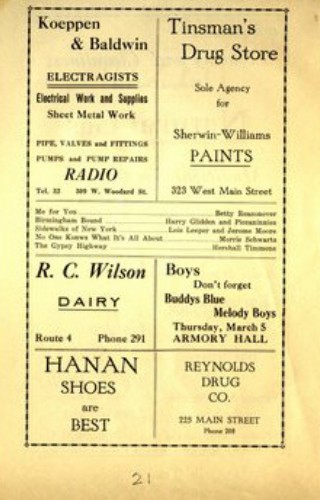 Koeppen
& Baldwin
ELECTRAGISTS
Electrical Work and Supplies
Sheet Metal Work
PIPE, VALVES and FITTINGS
PUMPS and PUMP REPAIRS
RADIO
Tel. 32 309 W. Woodard St.
Tinsman's
Drug Store
Sole Agency
for
Sherwin-Williams
PAINTS
323 West Main Street
Me for You Betty
Birmingham Bound Harry Glidden and Picaninnies
Sidewalks of New York Lois Leeper and Jerome Moore
No One Knows What It's All About Morris Schwartz
The Gypsy Highway Hershall Timmons
R. C. Wilson
DAIRY
Route 4 Phone 291
Boys
Don't forget
Buddys Blue
Melody Boys
Thursday, March 5
ARMORY HALL
HANAN
SHOES
are
BEST
REYNOLDS
DRUG
CO.
225 MAIN STREET
Phone
21